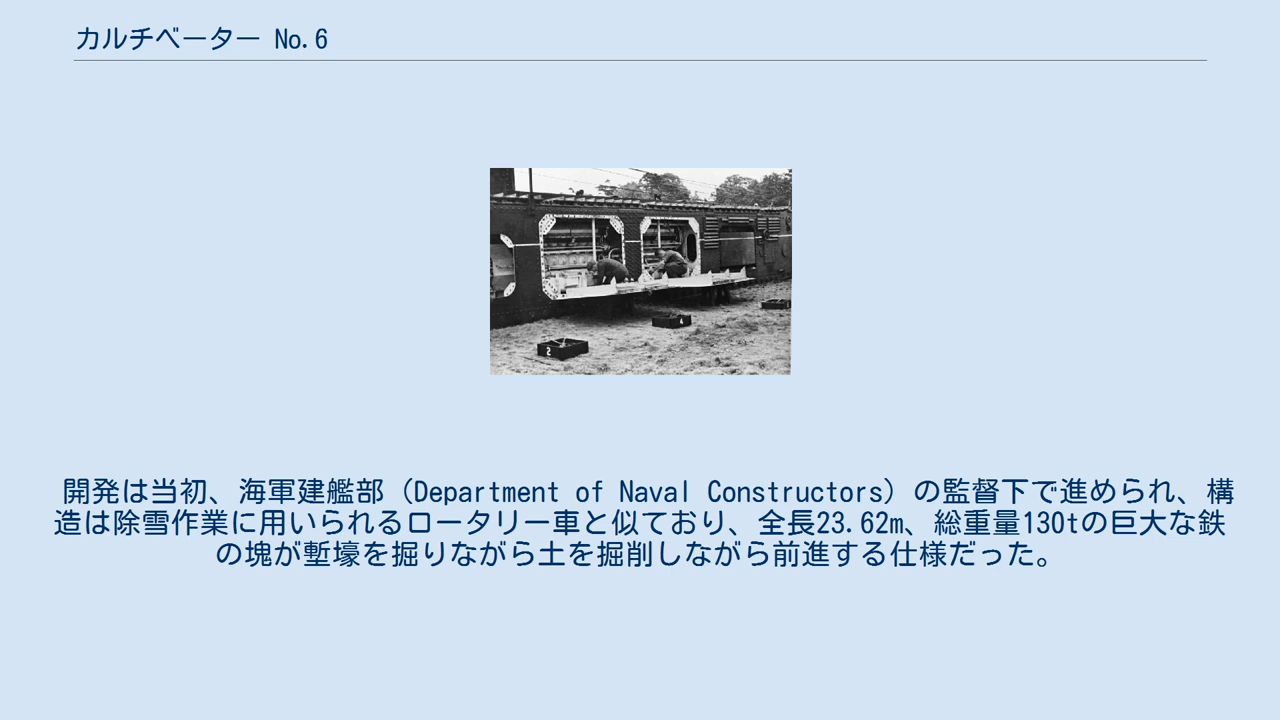 カルチベーター No.6
2
4
開発は当初、海軍建艦部（Department of Naval Constructors）の監督下で進められ、構
造は除雪作業に用いられるロータリー車と似ており、全長23.62m、総重量130tの巨大な鉄
の塊が塹壕を掘りながら土を掘削しながら前進する仕様だった。